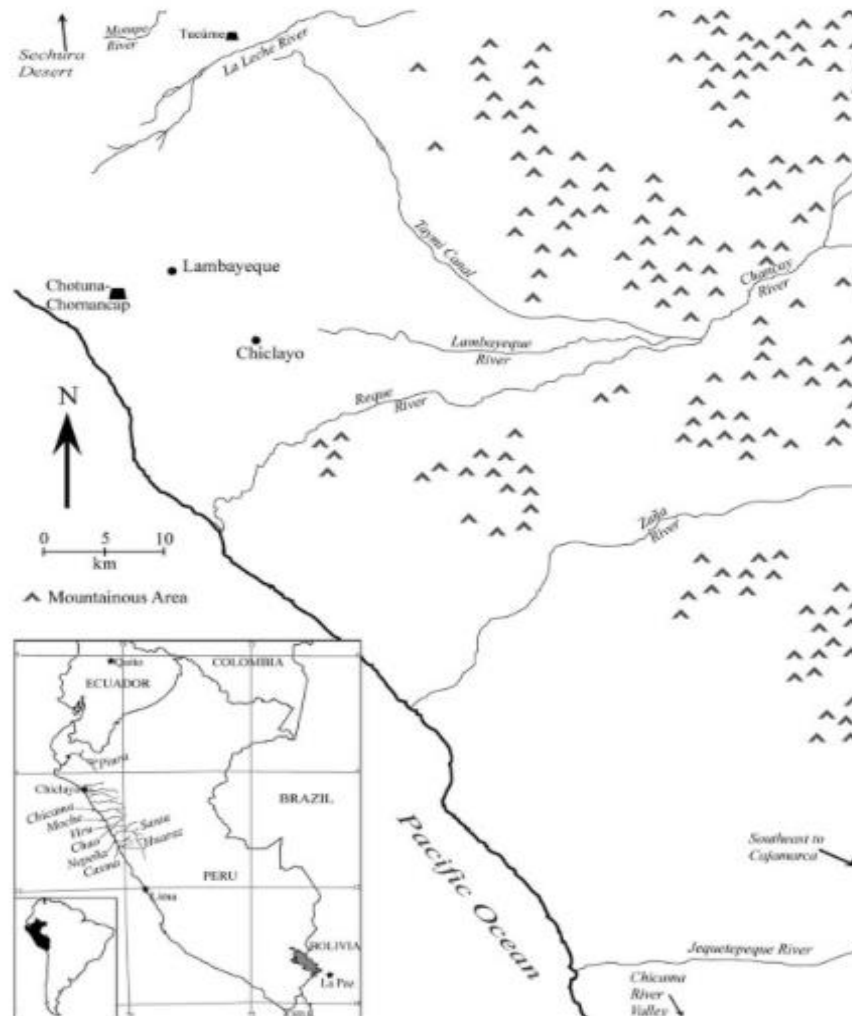 Motupe
River
Sechura
Desert
Túcume
La Leche River
Taymi Canal
Chancay
River
Lambayeque
Chotuna-
Chornancap
Chiclayo
Lambayeque
River
Reque
River
N
0 5 10
km
Mountainous Area
Zaña
River
Quito
COLOMBIA
ECUADOR
Piura
Chiclayo
BRAZIL
Chicama
Moche
Viru
Chao
Nepeña
Casma
Santa
Huaraz
PERU
Lima
BOLIVIA
La Paz
Pacific Ocean
Southeast to
Cajamarca
Jequetepeque River
Chicama
River
Valley